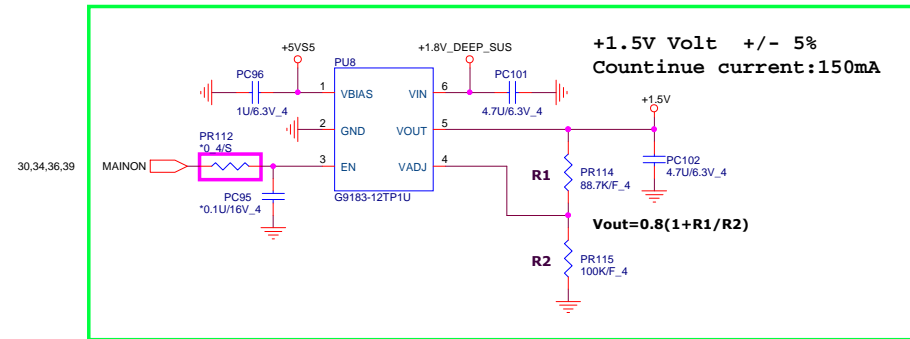 +1.5V Volt +/- 5%
Countinue current:150mA
+5VS5
+1.8V_DEEP_SUS
+1.5V
PU8
PC96
1U/6.3V_4
PC101
4.7U/6.3V_4
1
VBIAS
VIN
6
2
GND
VOUT
5
3
EN
VADJ
4
G9183-12TP1U
PR112
*0_4/S
30,34,36,39
MAINON
PC95
*0.1U/16V_4
R1
PR114
88.7K/F_4
PC102
4.7U/6.3V_4
Vout=0.8(1+R1/R2)
R2
PR115
100K/F_4